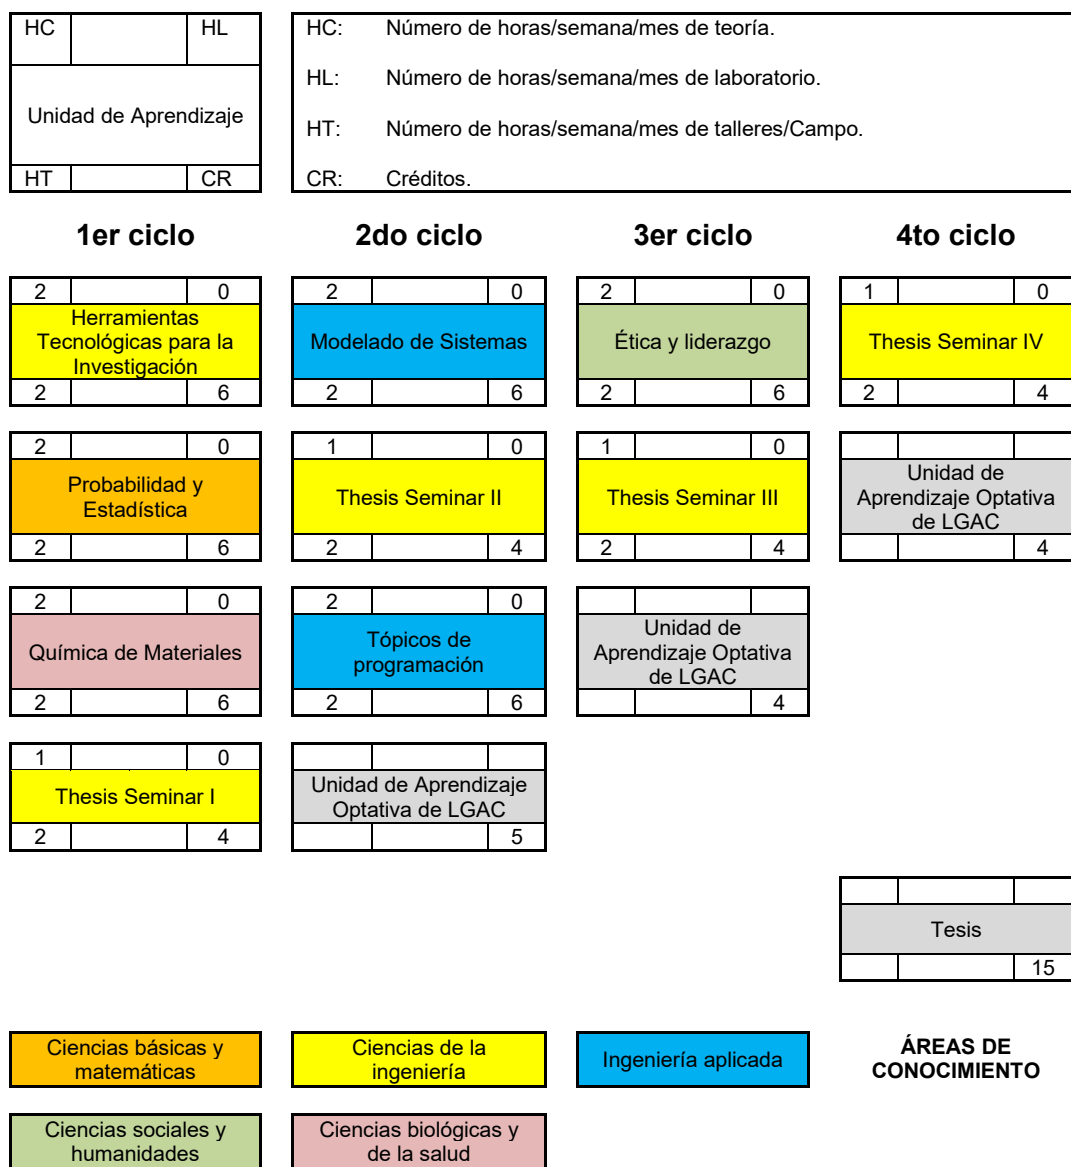 HC HL
Unidad de Aprendizaje
HT CR
HC: Número de horas/semana/mes de teoría.
HL: Número de horas/semana/mes de laboratorio.
HT: Número de horas/semana/mes de talleres/Campo.
CR: Créditos.
1er ciclo
2do ciclo
3er ciclo
4to ciclo
2 0
Herramientas
Tecnológicas para la
Investigación
2 6
2 0
Modelado de Sistemas
2 6
2 0
Ética y liderazgo
2 6
1 0
Thesis Seminar IV
2 4
2 0
Probabilidad y
Estadística
2 6
1 0
Thesis Seminar II
2 4
1 0
Thesis Seminar III
2 4
Unidad de
Aprendizaje Optativa
de LGAC
4
2 0
Química de Materiales
2 6
2 0
Tópicos de
programación
2 6
Unidad de
Aprendizaje Optativa
de LGAC
4
1 0
Thesis Seminar I
2 4
Unidad de Aprendizaje
Optativa de LGAC
5
Tesis
15
Ciencias básicas y
matemáticas
Ciencias de la
ingeniería
Ingeniería aplicada
ÁREAS DE
CONOCIMIENTO
Ciencias sociales y
humanidades
Ciencias biológicas y
de la salud